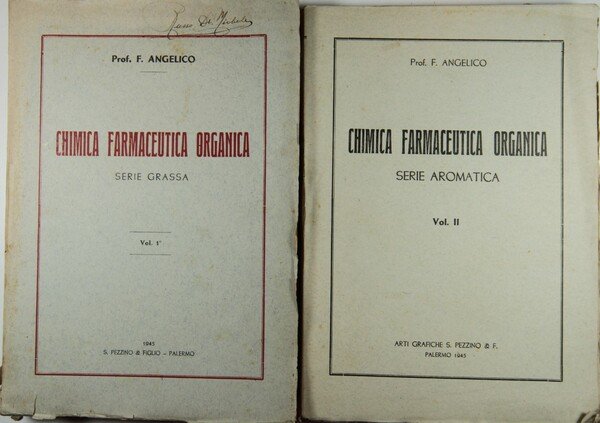 Prof. F. ANGELICO
CHIMICA FARMACEUTICA ORGANICA
SERIE GRASSA
Vol. 1°
1945
S. PEZZINO & FIGLIO - PALERMO
Prof. F. ANGELICO
CHIMICA FARMACEUTICA ORGANICA
SERIE AROMATICA
Vol. II
ARTI GRAFICHE S. PEZZINO & F.
PALERMO 1945